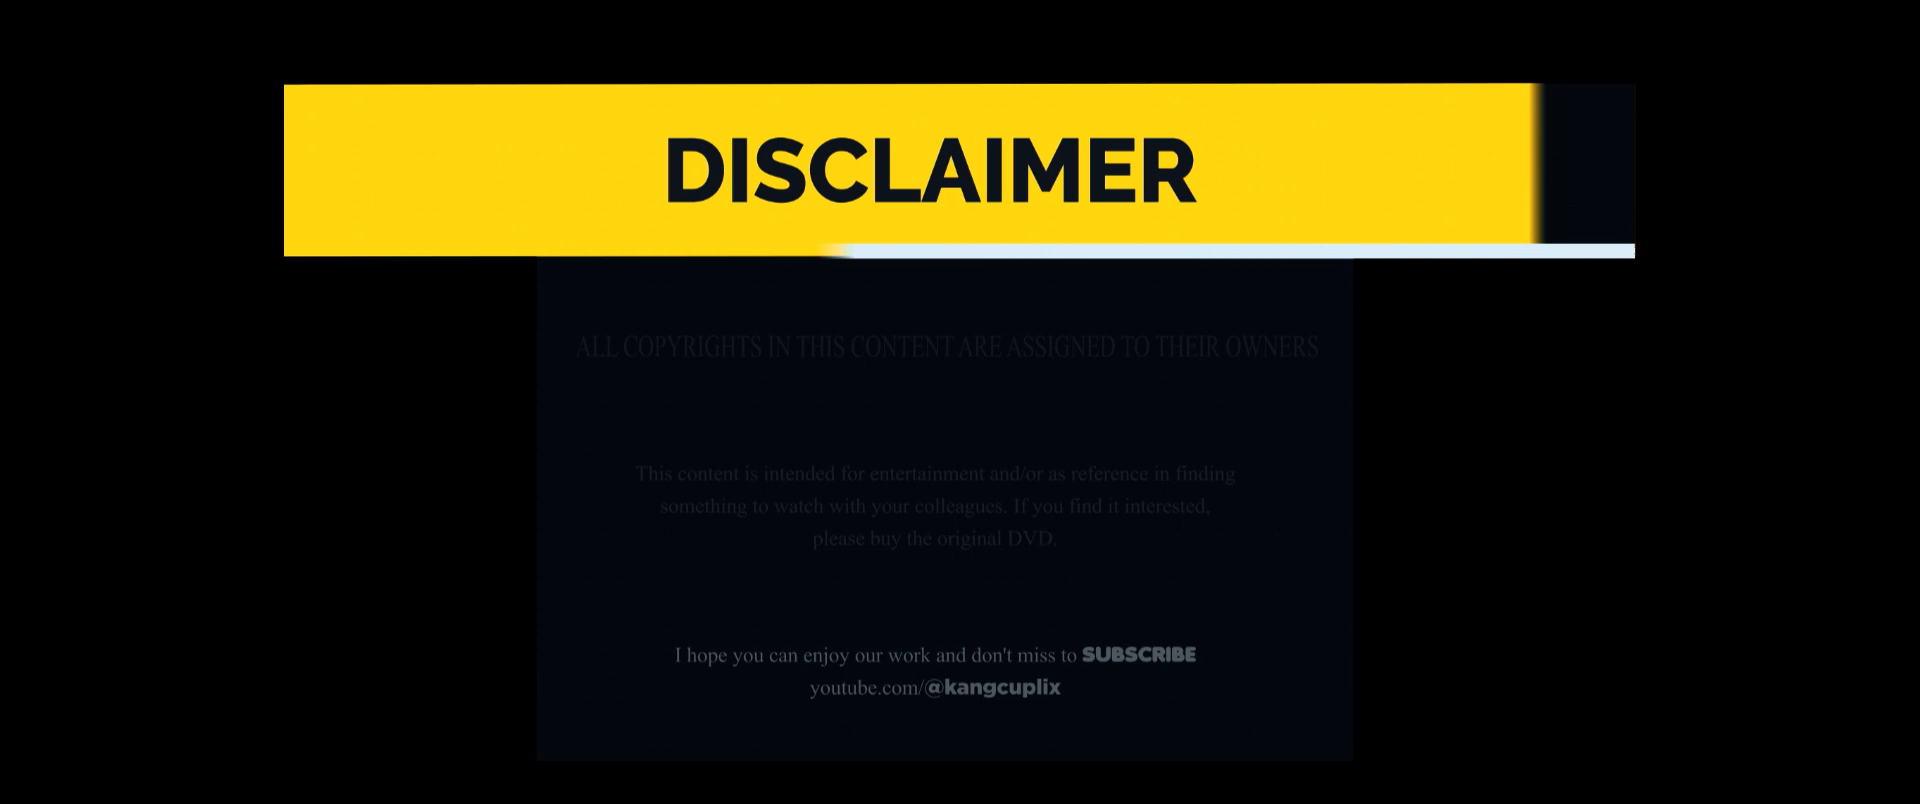 DISCLAIMER
ALL COPYRIGHTS IN THIS CONTENT ARE ASSIGNED TO THEIR OWNERS
This content is intended for entertainment and/or as reference in finding
something to watch with your colleagues. If you find it interested,
please buy the original DVD.
I hope you can enjoy our work and don't miss to SUBSCRIBE
youtube.com/@kangcuplix